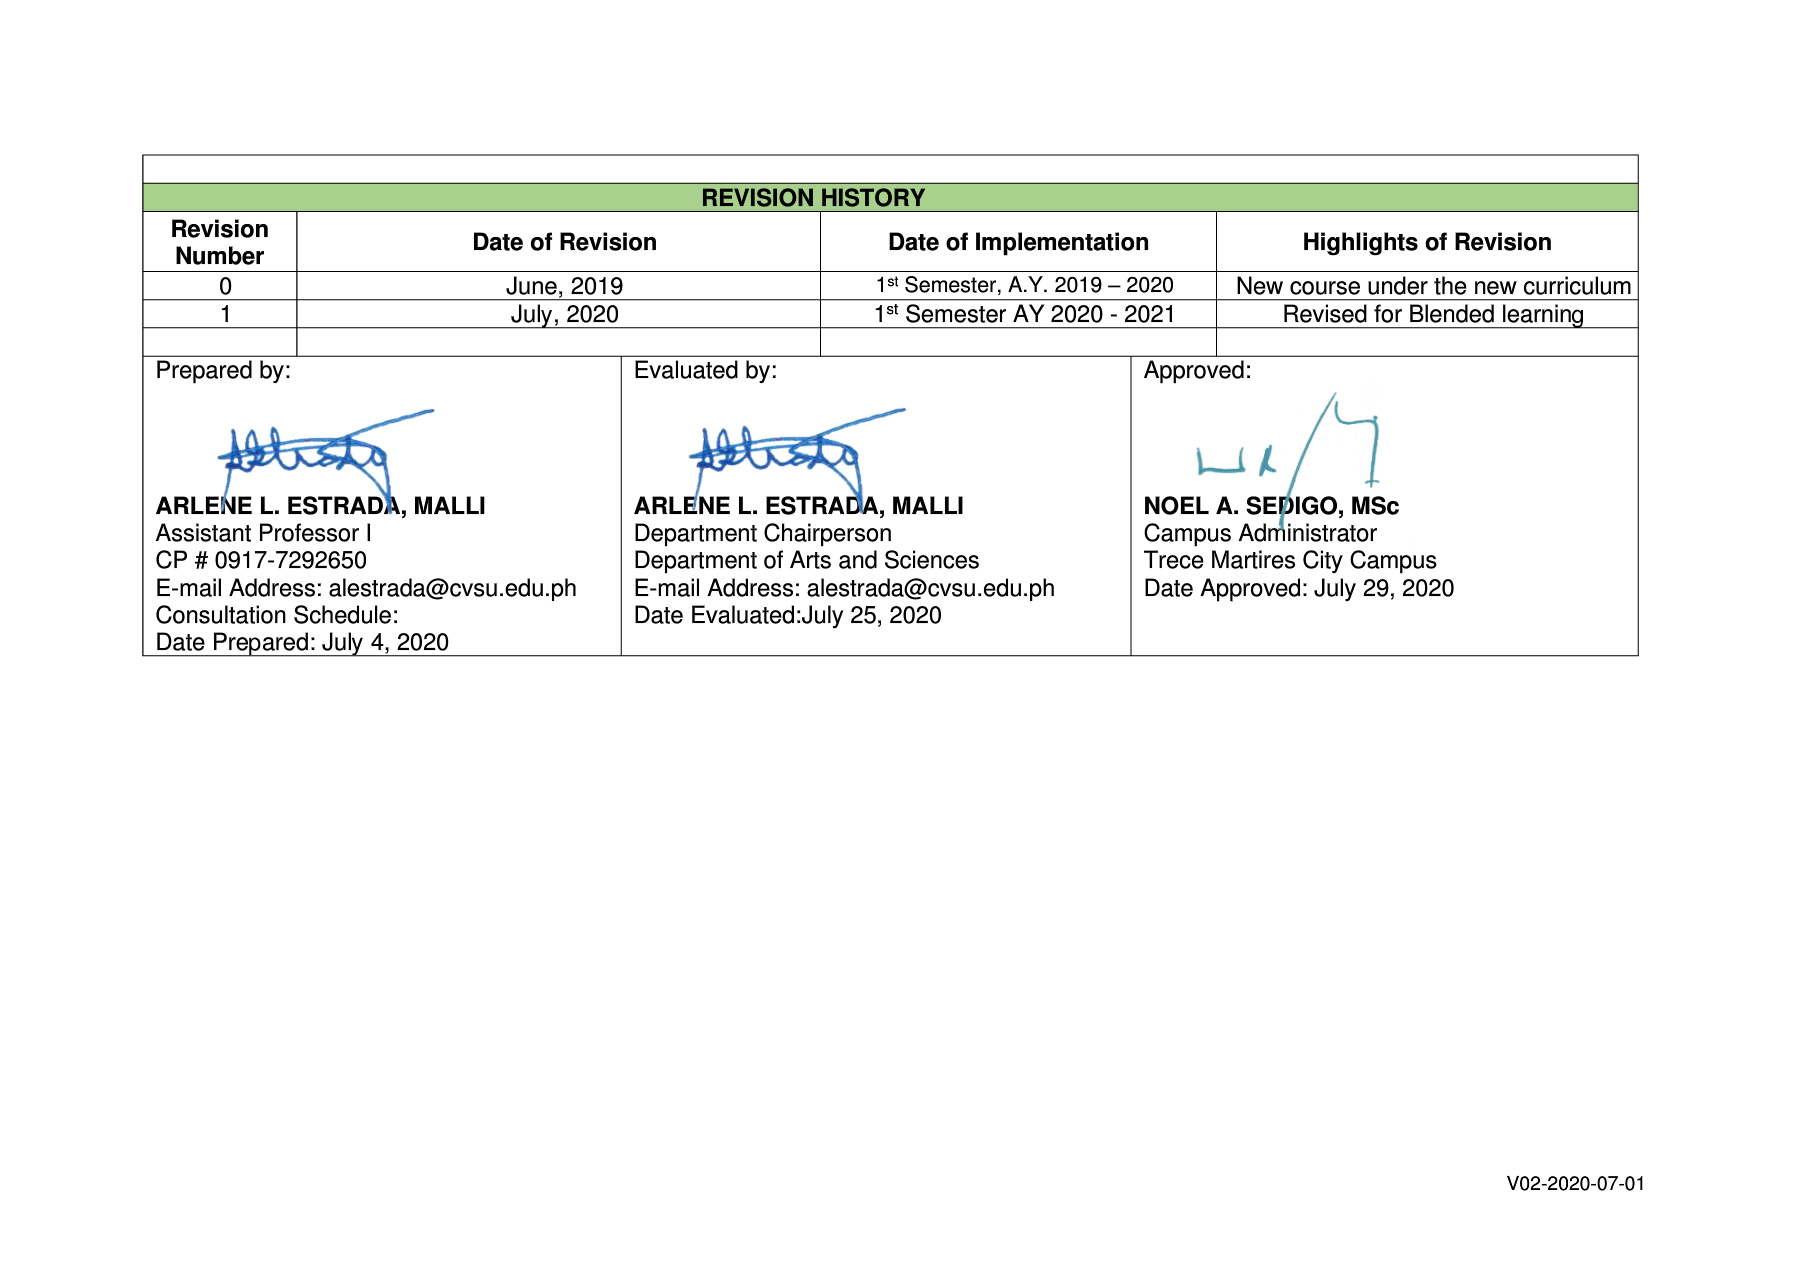 REVISION HISTORY
Revision Number	Date of Revision	Date of Implementation	Highlights of Revision
0	June, 2019	1st Semester, A.Y. 2019 – 2020	New course under the new curriculum
1	July, 2020	1st Semester AY 2020 - 2021	Revised for Blended learning
Prepared by:
ARLENE L. ESTRADA, MALLI
Assistant Professor I
CP # 0917-7292650
E-mail Address: alestrada@cvsu.edu.ph
Consultation Schedule:
Date Prepared: July 4, 2020
Evaluated by:
ARLENE L. ESTRADA, MALLI
Department Chairperson
Department of Arts and Sciences
E-mail Address: alestrada@cvsu.edu.ph
Date Evaluated:July 25, 2020
Approved:
NOEL A. SEDIGO, MSc
Campus Administrator
Trece Martires City Campus
Date Approved: July 29, 2020
V02-2020-07-01